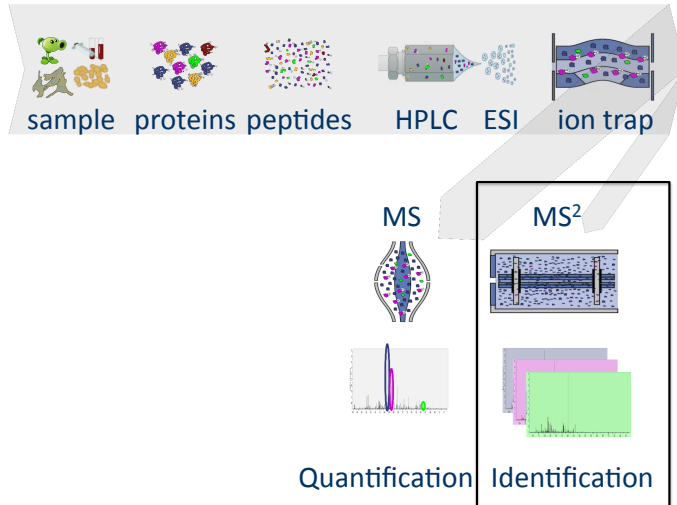 sample proteins peptides HPLC ESI ion trap
MS MS²
Quantification Identification